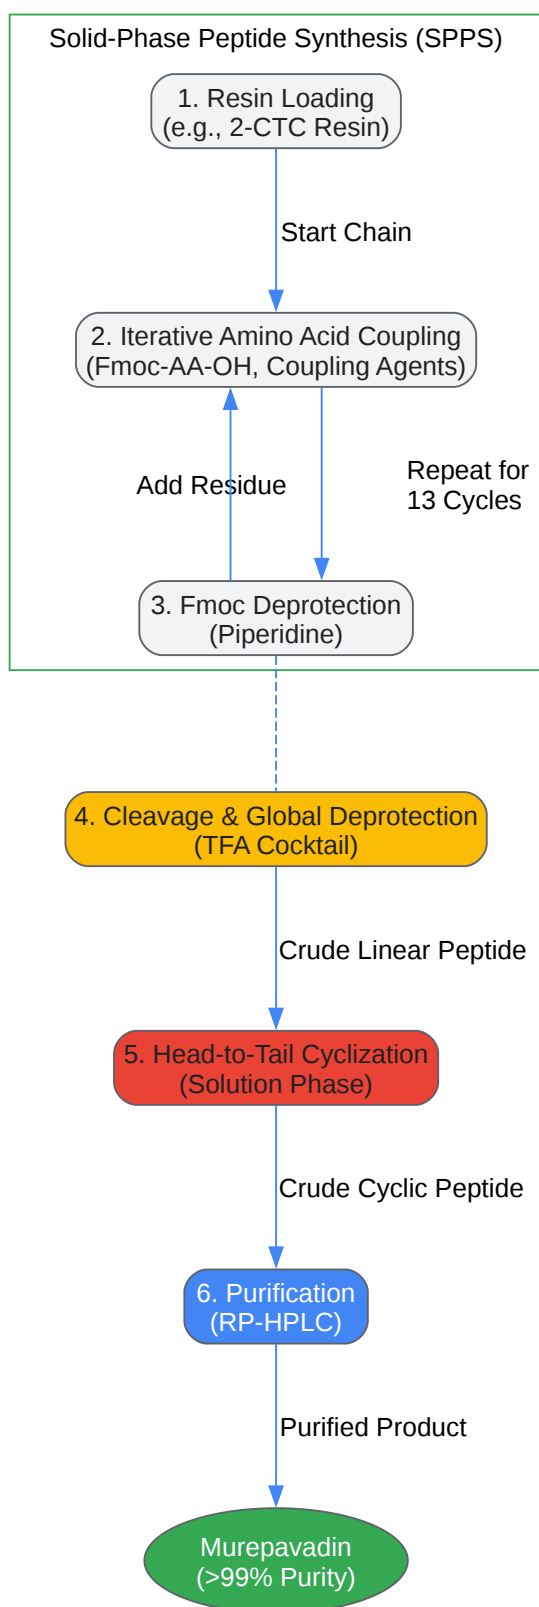 Solid-Phase Peptide Synthesis (SPPS)
1. Resin Loading
(e.g., 2-CTC Resin)
Start Chain
2. Iterative Amino Acid Coupling
(Fmoc-AA-OH, Coupling Agents)
Add Residue
Repeat for
13 Cycles
3. Fmoc Deprotection
(Piperidine)
4. Cleavage & Global Deprotection
(TFA Cocktail)
Crude Linear Peptide
5. Head-to-Tail Cyclization
(Solution Phase)
Crude Cyclic Peptide
6. Purification
(RP-HPLC)
Purified Product
Murepavadin
(>99% Purity)